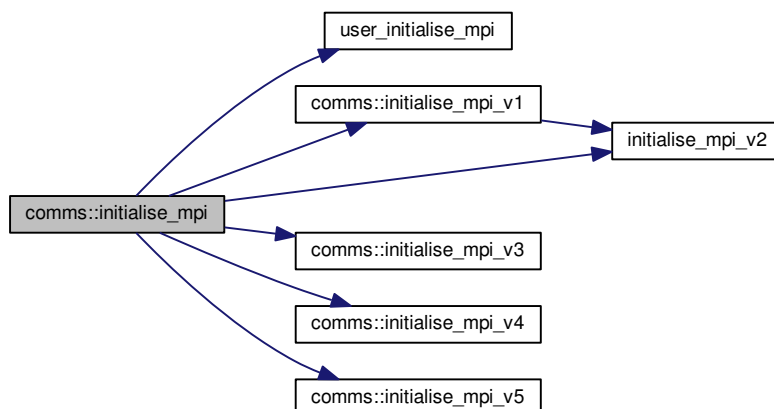 user_initialise_mpi
comms::initialise_mpi_v1
initialise_mpi_v2
comms::initialise_mpi
comms::initialise_mpi_v3
comms::initialise_mpi_v4
comms::initialise_mpi_v5